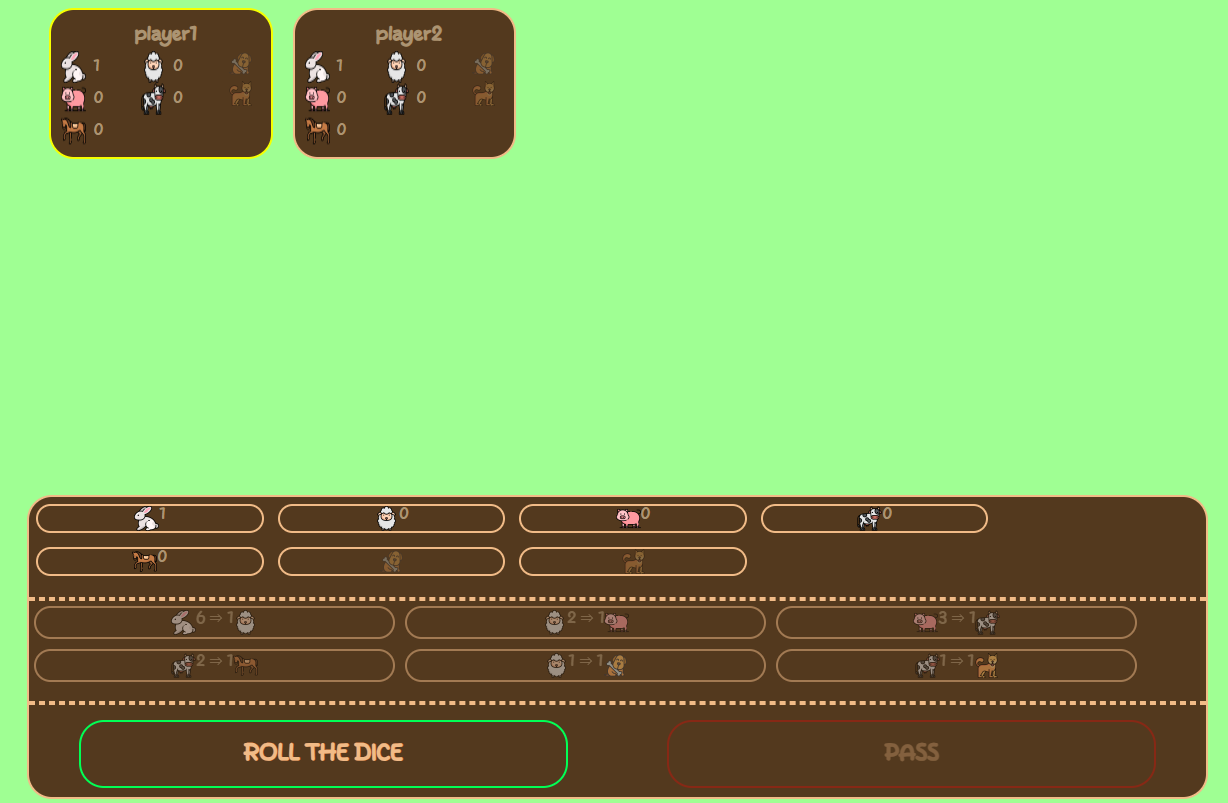 player1
1 0
0 0
0
player2
1 0
0 0
0
1 0 0 0
0
6 ⇒ 1 2 ⇒ 1 3 ⇒ 1
2 ⇒ 1 1 ⇒ 1 1 ⇒ 1
ROLL THE DICE PASS